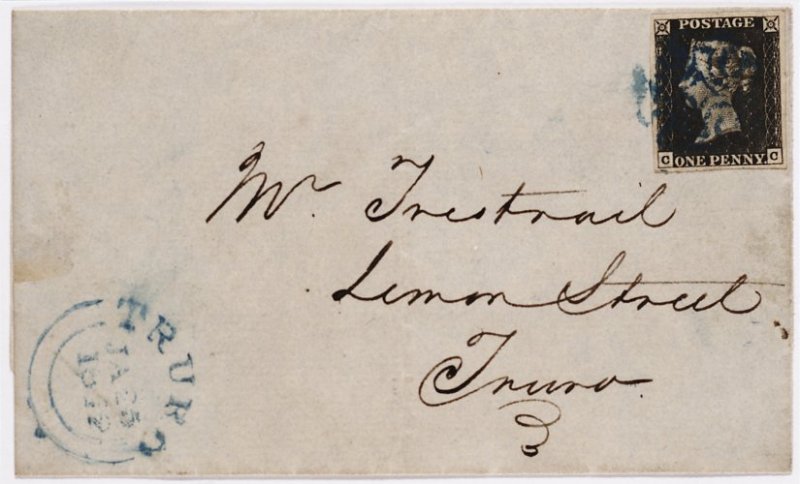 POSTAGE
C ONE PENNY. C
Mr. Trestrail
Lemon Street
Truro
TRURO
JA 25
1842